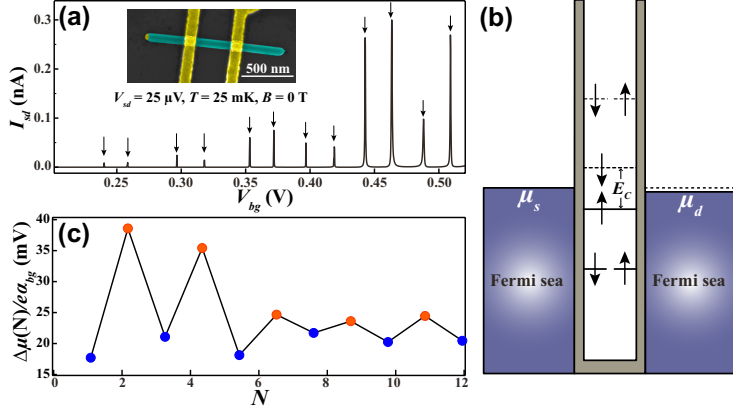 (a)
500 nm
V_sd = 25 μV, T = 25 mK, B = 0 T
I_sd (nA)
0.3
0.2
0.1
0.0
0.25 0.30 0.35 0.40 0.45 0.50
V_bg (V)
(b)
E_C
μ_s μ_d
Fermi sea Fermi sea
(c)
Δμ(N)/eα_bg (mV)
40
35
30
25
20
15
0 2 4 6 8 10 12
N